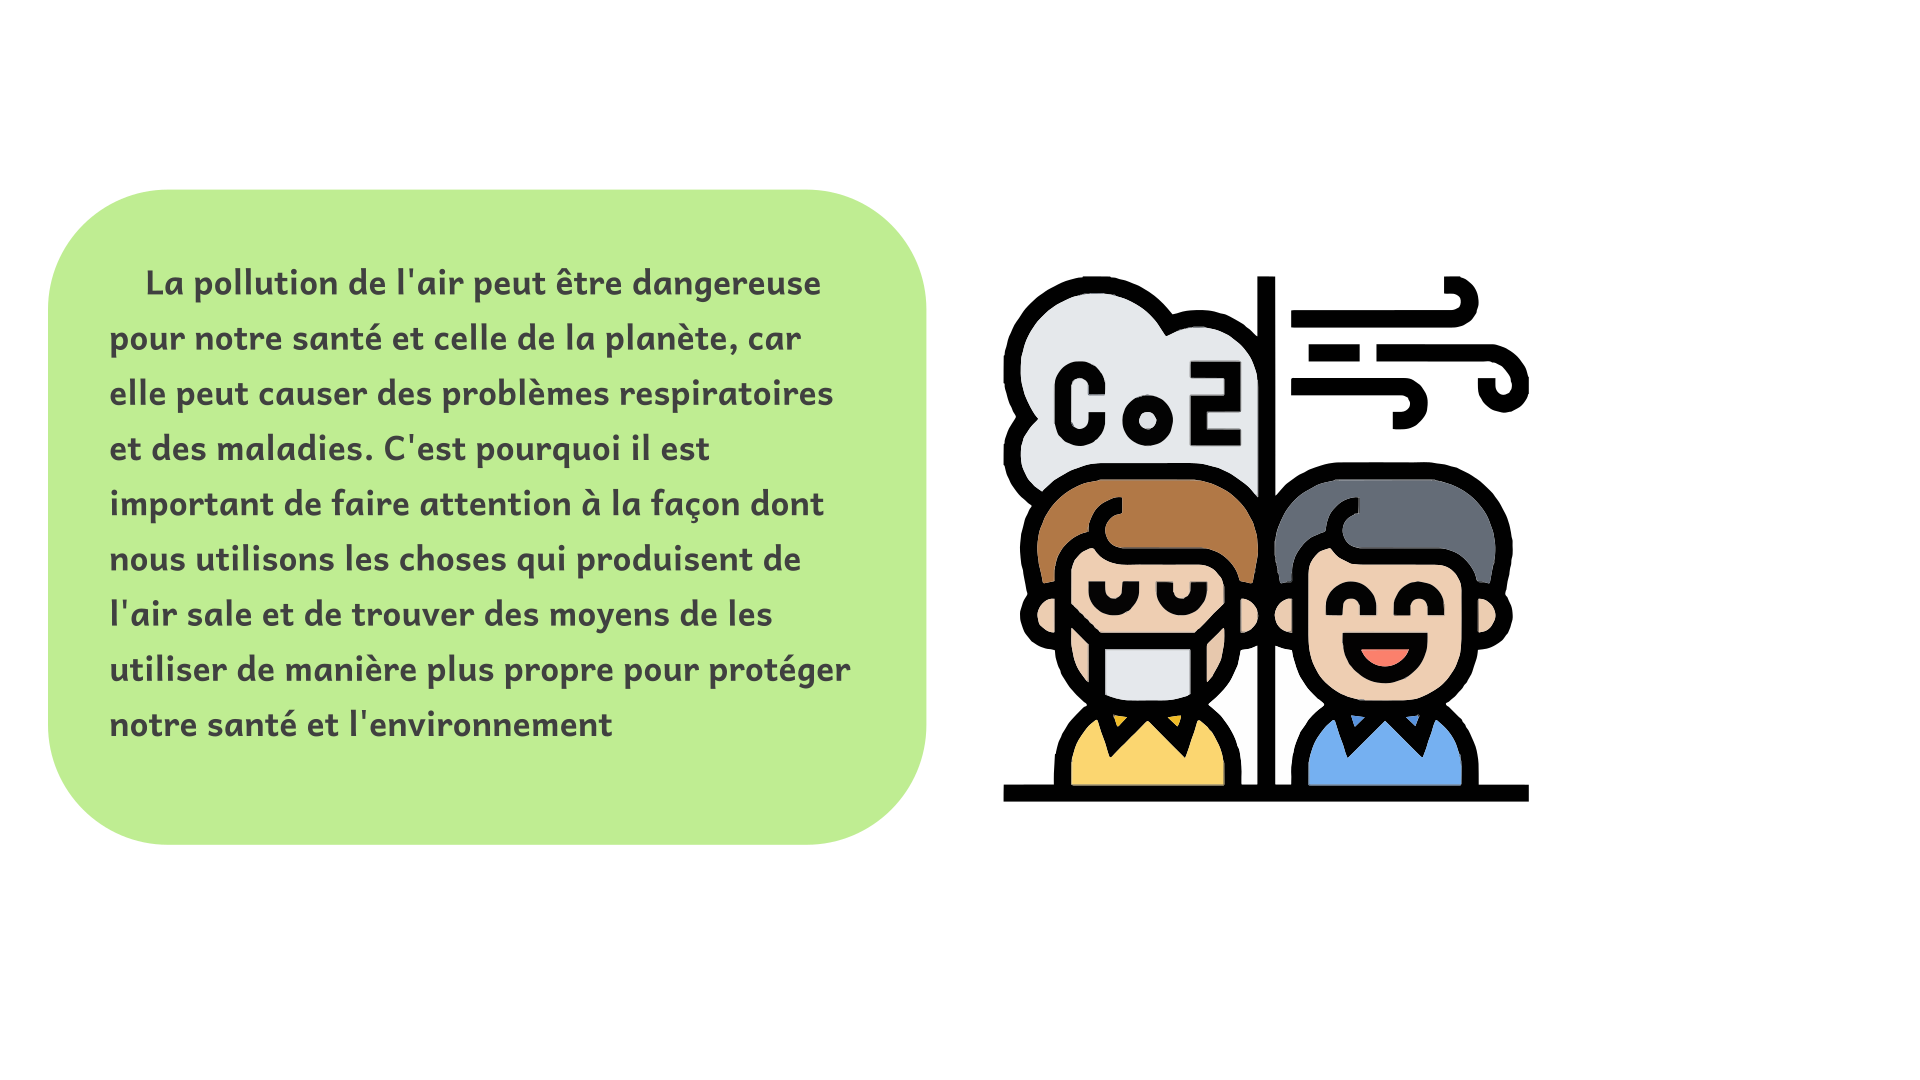 La pollution de l'air peut être dangereuse
pour notre santé et celle de la planète, car
elle peut causer des problèmes respiratoires
et des maladies. C'est pourquoi il est
important de faire attention à la façon dont
nous utilisons les choses qui produisent de
l'air sale et de trouver des moyens de les
utiliser de manière plus propre pour protéger
notre santé et l'environnement
Co2